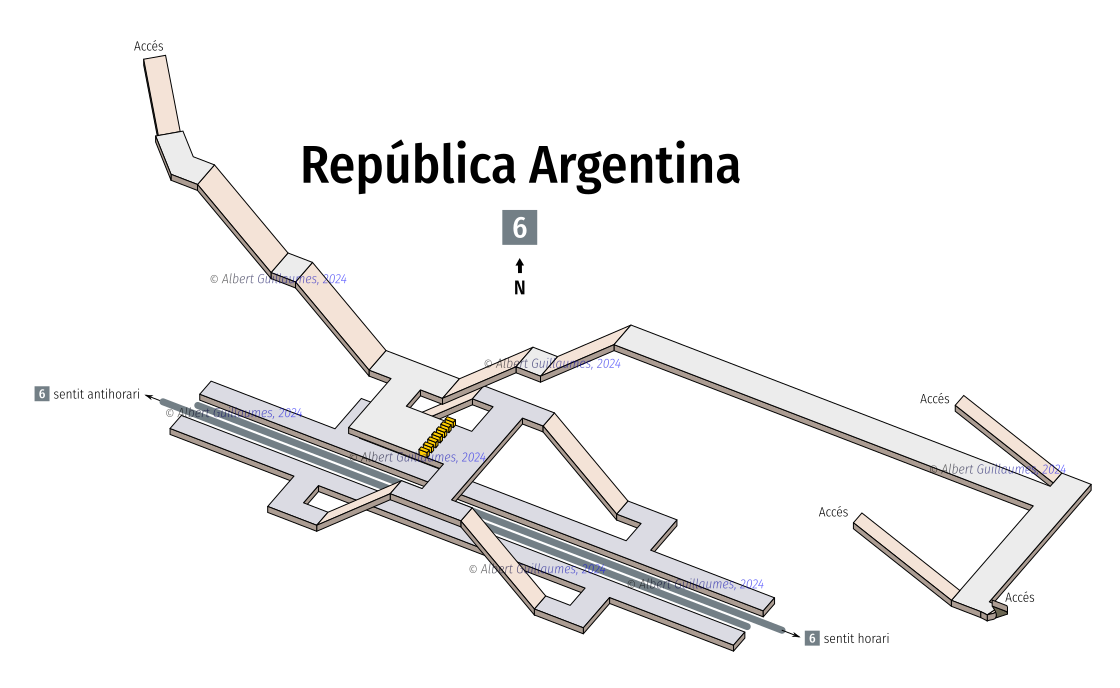 Accés
República Argentina
6
N
© Albert Guillaumes, 2024
© Albert Guillaumes, 2024
6 sentit antihorari
Accés
© Albert Guillaumes, 2024
© Albert Guillaumes, 2024
© Albert Guillaumes, 2024
Accés
© Albert Guillaumes, 2024
© Albert Guillaumes, 2024
Accés
6 sentit horari